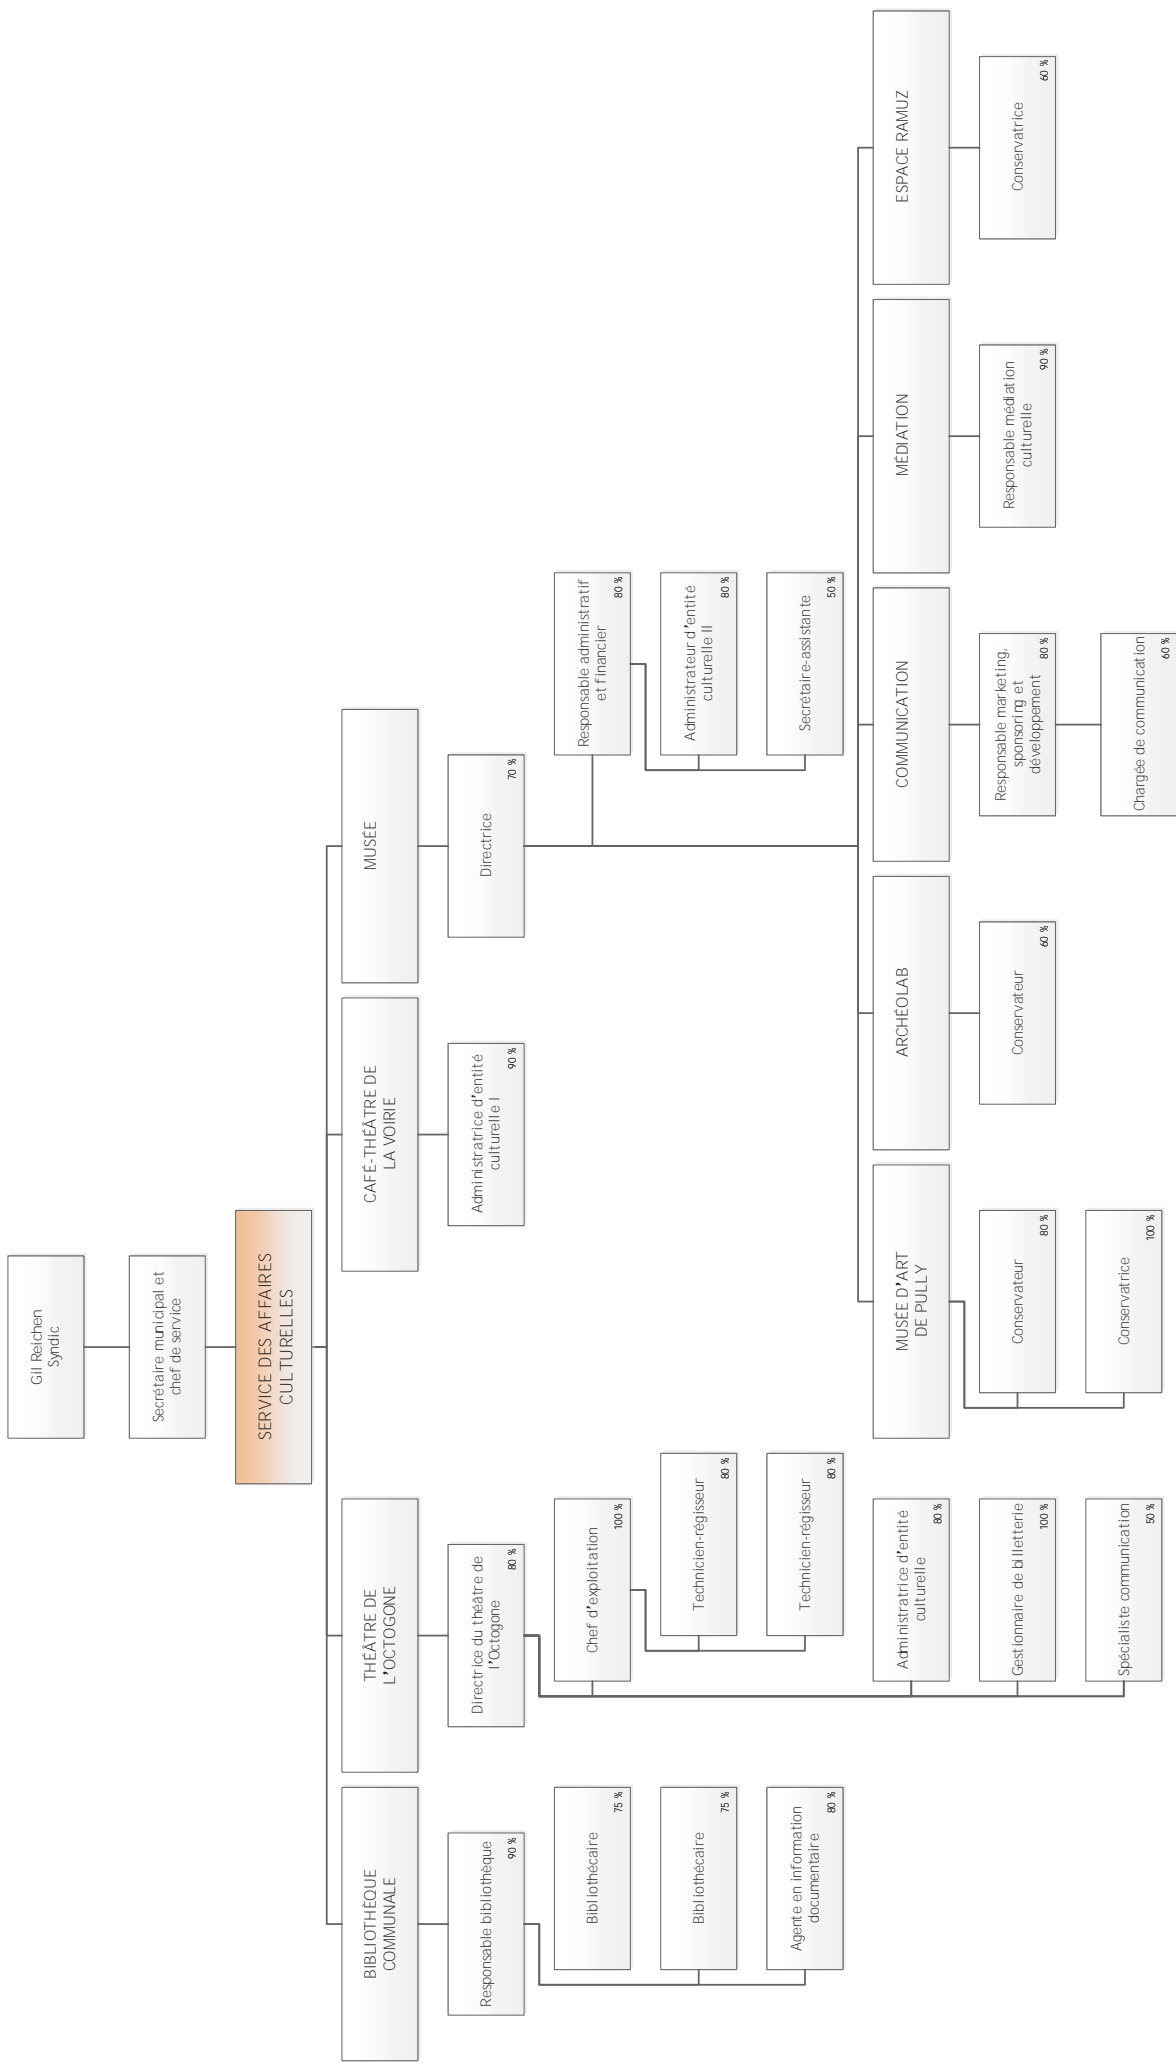 Gil Reichen
Syndic
Secrétaire municipal et
chef de service
SERVICE DES AFFAIRES
CULTURELLES
BIBLIOTHÈQUE
COMMUNALE
Responsable bibliothèque
90 %
Bibliothécaire
75 %
Bibliothécaire
75 %
Agente en information
documentaire
80 %
THÉÂTRE DE
L'OCTOGONE
Directrice du théâtre de
l'Octogone
80 %
Chef d'exploitation
100 %
Technicien-régisseur
80 %
Technicien-régisseur
80 %
Administratrice d'entité
culturelle
80 %
Gestionnaire de billetterie
100 %
Spécialiste communication
50 %
CAFÉ-THÉÂTRE DE
LA VOIRIE
Administratrice d'entité
culturelle I
90 %
MUSÉE
Directrice
70 %
Responsable administratif
et financier
80 %
Administrateur d'entité
culturelle II
80 %
Secrétaire-assistante
50 %
MUSÉE D'ART
DE PULLY
Conservateur
80 %
Conservatrice
100 %
ARCHÉOLAB
Conservateur
60 %
COMMUNICATION
Responsable marketing,
sponsoring et
développement
80 %
Chargée de communication
60 %
MÉDIATION
Responsable médiation
culturelle
90 %
ESPACE RAMUZ
Conservatrice
60 %